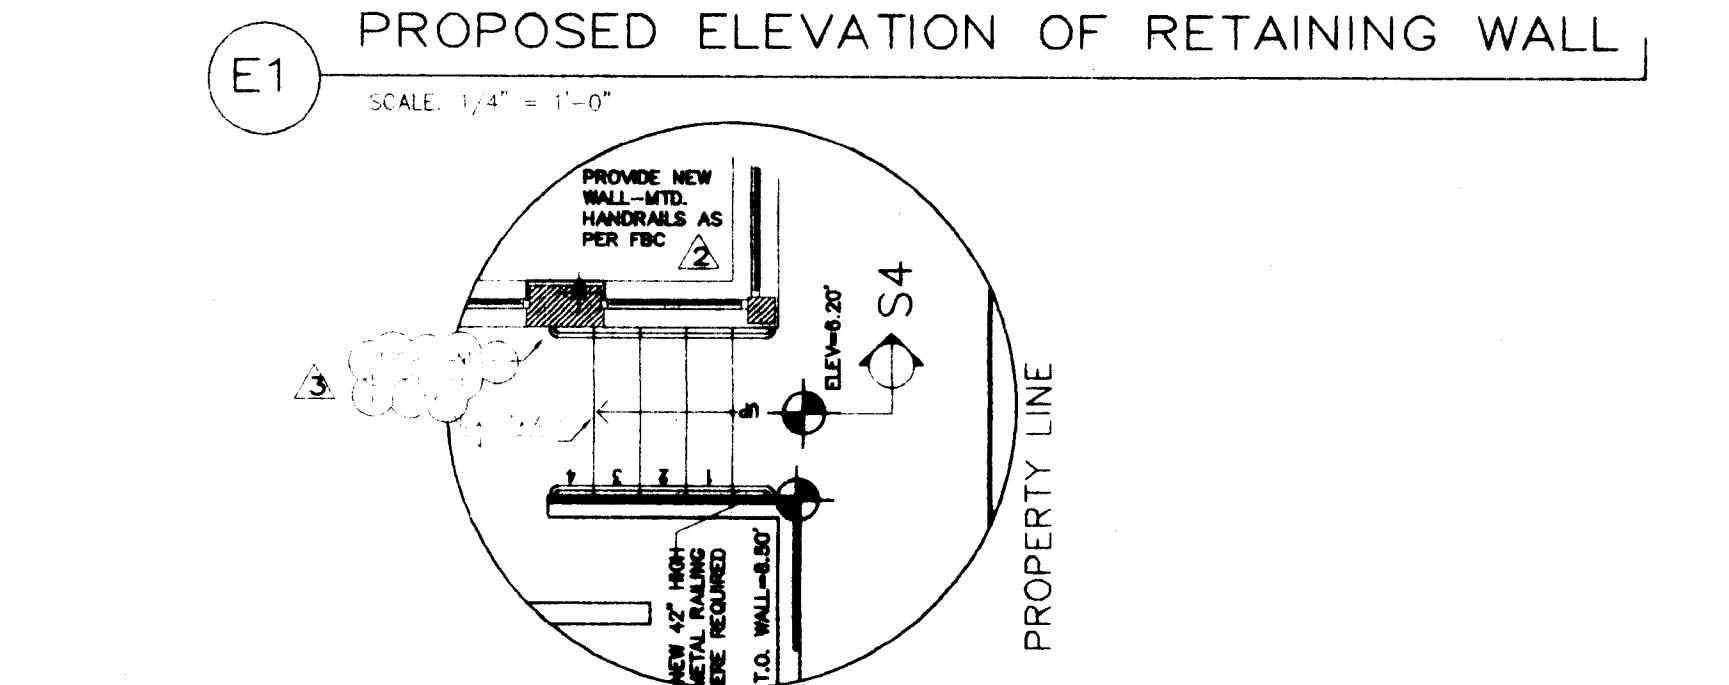 PROPOSED ELEVATION OF RETAINING WALL
E1
SCALE: 1/4" = 1'-0"
PROVIDE NEW
WALL-MTD.
HANDRAILS AS
PER FBC
2
3
ELEV=6.20'
S4
UP
4 3 2 1
NEW 42" HIGH
METAL RAILING
ERE REQUIRED
T.O. WALL=8.50'
PROPERTY LINE